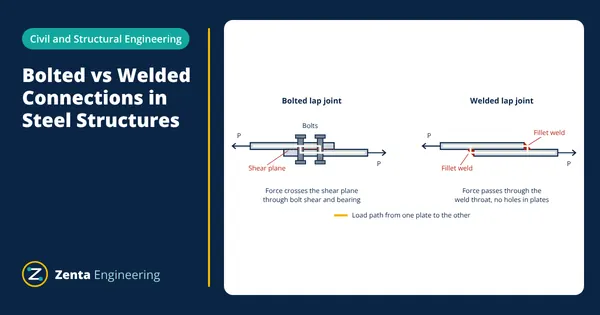 Civil and Structural Engineering
Bolted vs Welded
Connections in
Steel Structures
Zenta Engineering
Bolted lap joint
Bolts
P
Shear plane
P
Force crosses the shear plane
through bolt shear and bearing
Welded lap joint
Fillet weld
P
Fillet weld
P
Force passes through the
weld throat, no holes in plates
Load path from one plate to the other